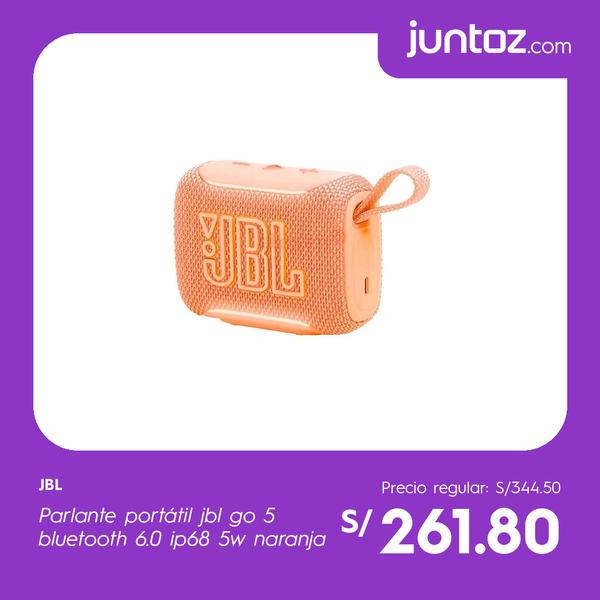 juntoz.com
JBL
JBL
Precio regular: S/344.50
Parlante portátil jbl go 5
bluetooth 6.0 ip68 5w naranja
S/261.80